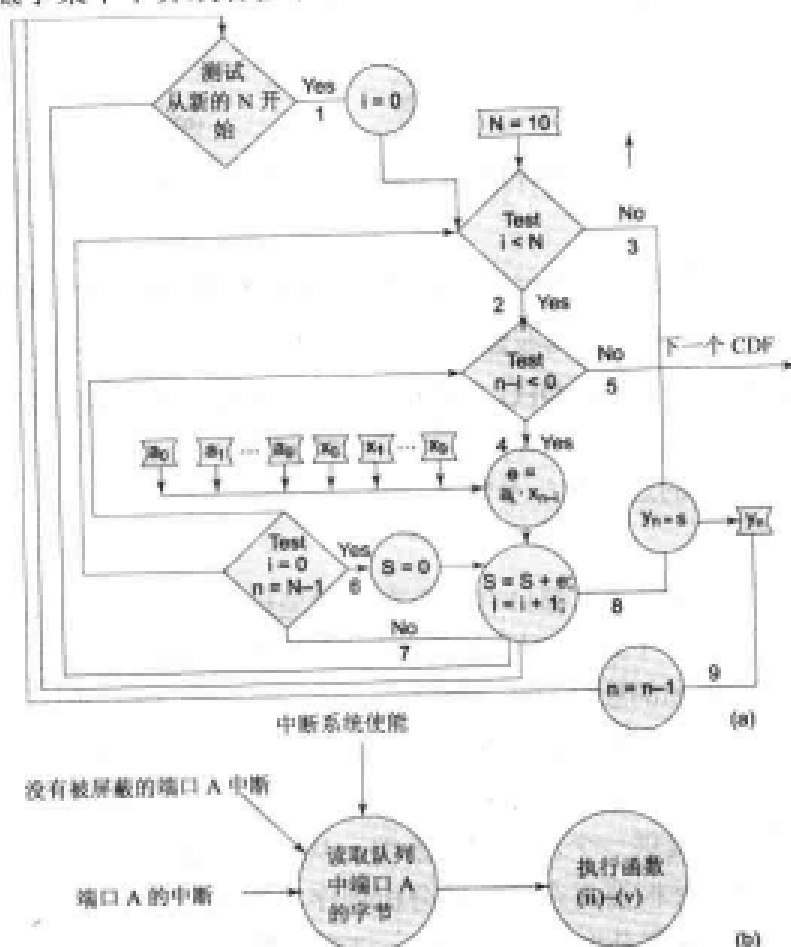 测试
从新的 N 开
始
Yes
1
i = 0
N = 10
Test
i < N
No
3
2
Yes
Test
n–i < 0
No
5
下一个 CDF
4
Yes
a₀
a₁
...
a₉
x₀
x₁
...
x₉
e =
aᵢ · xₙ₋ᵢ
Test
i = 0
n = N–1
Yes
6
S = 0
S = S + e;
i = i + 1;
8
yₙ = s
yₙ
No
7
n = n–1
9
(a)
中断系统使能
没有被屏蔽的端口 A 中断
端口 A 的中断
读取队列
中端口 A
的字节
执行函数
(ii)–(v)
(b)